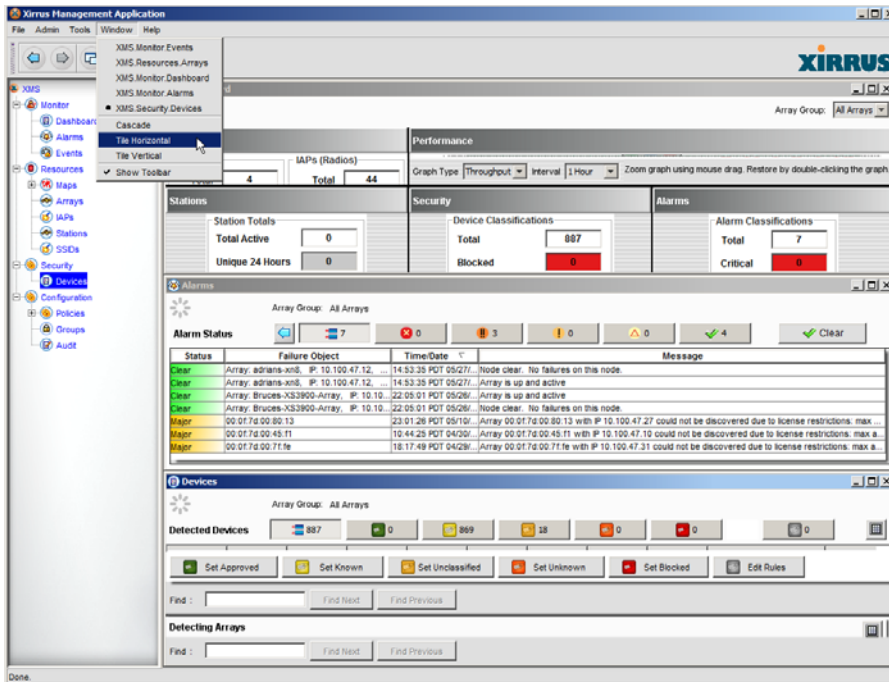 Xirrus Management Application
File Admin Tools Window Help
XMS.Monitor.Events
XMS.Resources.Arrays
XMS.Monitor.Dashboard
XMS.Monitor.Alarms
XMS.Security.Devices
Cascade
Tile Horizontal
Tile Vertical
Show Toolbar
XIRRUS
XMS
Monitor
Dashboard
Alarms
Events
Resources
Maps
Arrays
IAPs
Stations
SSIDs
Security
Devices
Configuration
Policies
Groups
Audit
Array Group: All Arrays
Performance
IAPs (Radios)
4 Total 44
Graph Type Throughput Interval 1 Hour Zoom graph using mouse drag. Restore by double-clicking the graph.
Stations Security Alarms
Station Totals Device Classifications Alarm Classifications
Total Active 0 Total 887 Total 7
Unique 24 Hours 0 Blocked 0 Critical 0
Alarms
Array Group: All Arrays
Alarm Status 7 0 3 0 0 4 Clear
Status Failure Object Time/Date Message
Clear Array: adrians-xn8, IP: 10.100.47.12, ... 14:53:35 PDT 05/27/... Node clear. No failures on this node.
Clear Array: adrians-xn8, IP: 10.100.47.12, ... 14:53:35 PDT 05/27/... Array is up and active
Clear Array: Bruces-XS3900-Array, IP: 10.10... 22:05:01 PDT 05/26/... Array is up and active
Clear Array: Bruces-XS3900-Array, IP: 10.10... 22:05:01 PDT 05/26/... Node clear. No failures on this node.
Major 00:0f:7d:00:80:13 23:01:26 PDT 05/16/... Array 00:0f:7d:00:80:13 with IP 10.100.47.27 could not be discovered due to license restrictions: max ...
Major 00:0f:7d:00:45:f1 10:44:25 PDT 04/30/... Array 00:0f:7d:00:45:f1 with IP 10.100.47.10 could not be discovered due to license restrictions: max a...
Major 00:0f:7d:00:7f:fe 18:17:49 PDT 04/29/... Array 00:0f:7d:00:7f:fe with IP 10.100.47.31 could not be discovered due to license restrictions: max a...
Devices
Array Group: All Arrays
Detected Devices 887 0 869 18 0 0 0
Set Approved Set Known Set Unclassified Set Unknown Set Blocked Edit Rules
Find : Find Next Find Previous
Detecting Arrays
Find : Find Next Find Previous
Done.